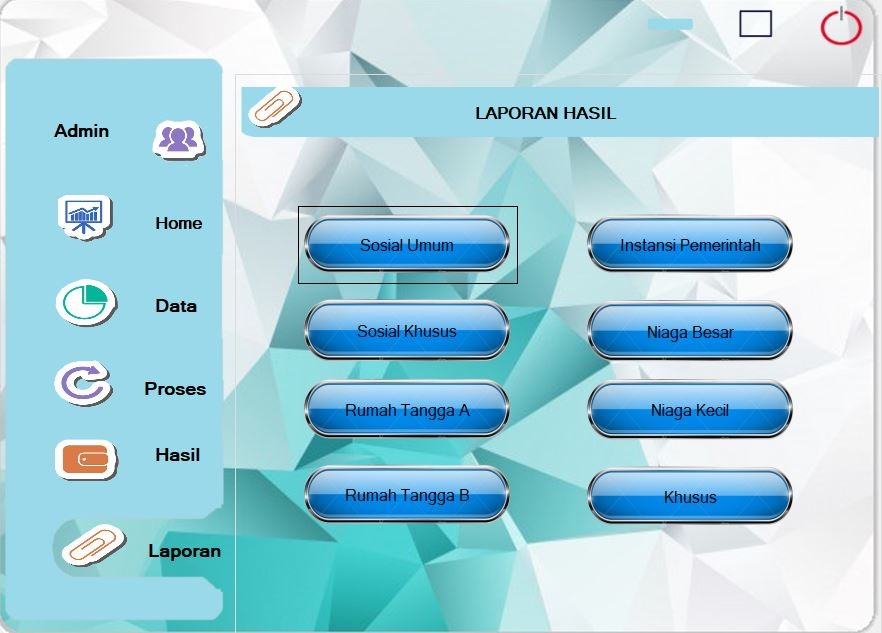 Admin
Home
Data
Proses
Hasil
Laporan
LAPORAN HASIL
Sosial Umum
Instansi Pemerintah
Sosial Khusus
Niaga Besar
Rumah Tangga A
Niaga Kecil
Rumah Tangga B
Khusus